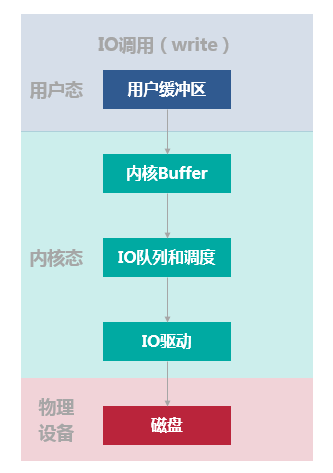 IO调用（write）
用户态
用户缓冲区
内核Buffer
内核态
IO队列和调度
IO驱动
物理
设备
磁盘